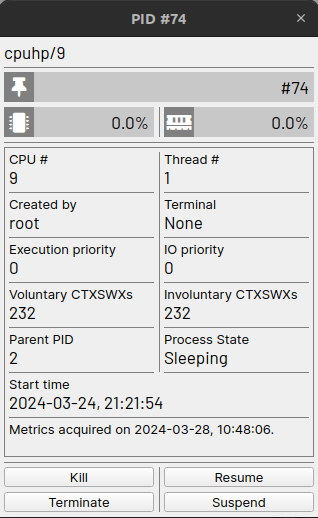 PID #74
×
cpuhp/9
#74
0.0% 0.0%
CPU # Thread #
9 1
Created by Terminal
root None
Execution priority IO priority
0 0
Voluntary CTXSWXs Involuntary CTXSWXs
232 232
Parent PID Process State
2 Sleeping
Start time
2024-03-24, 21:21:54
Metrics acquired on 2024-03-28, 10:48:06.
Kill Resume
Terminate Suspend